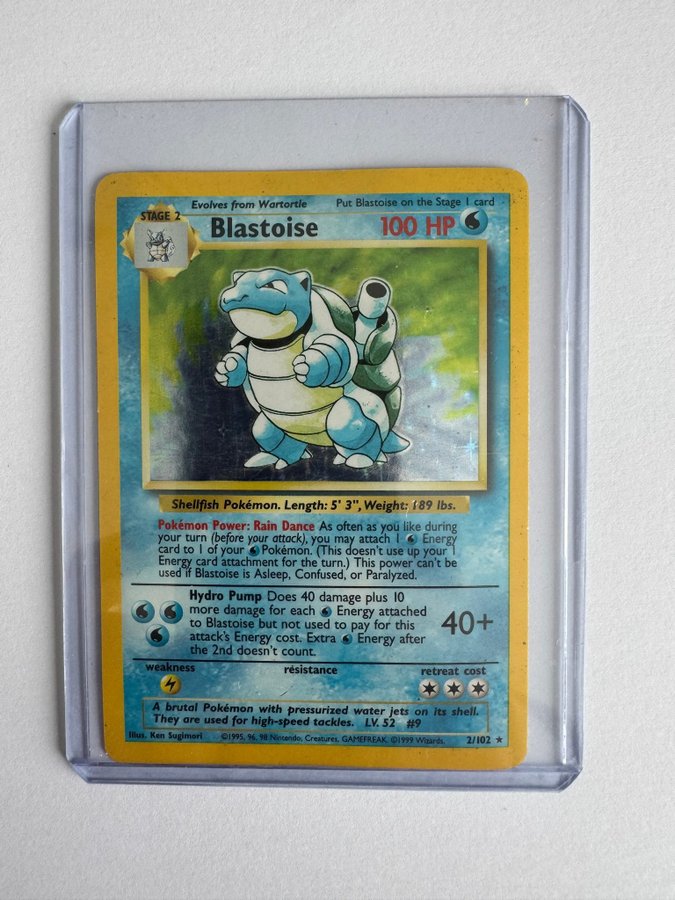 Evolves from Wartortle Put Blastoise on the Stage 1 card
STAGE 2
Blastoise 100 HP
Shellfish Pokémon. Length: 5' 3", Weight: 189 lbs.
Pokémon Power: Rain Dance As often as you like during
your turn (before your attack), you may attach 1 Energy
card to 1 of your Pokémon. (This doesn't use up your 1
Energy card attachment for the turn.) This power can't be
used if Blastoise is Asleep, Confused, or Paralyzed.
Hydro Pump Does 40 damage plus 10
more damage for each Energy attached
to Blastoise but not used to pay for this
attack's Energy cost. Extra Energy after
the 2nd doesn't count.
40+
weakness resistance retreat cost
A brutal Pokémon with pressurized water jets on its shell.
They are used for high-speed tackles. LV. 52 #9
Illus. Ken Sugimori ©1995, 96, 98 Nintendo, Creatures, GAMEFREAK. ©1999 Wizards. 2/102 ★